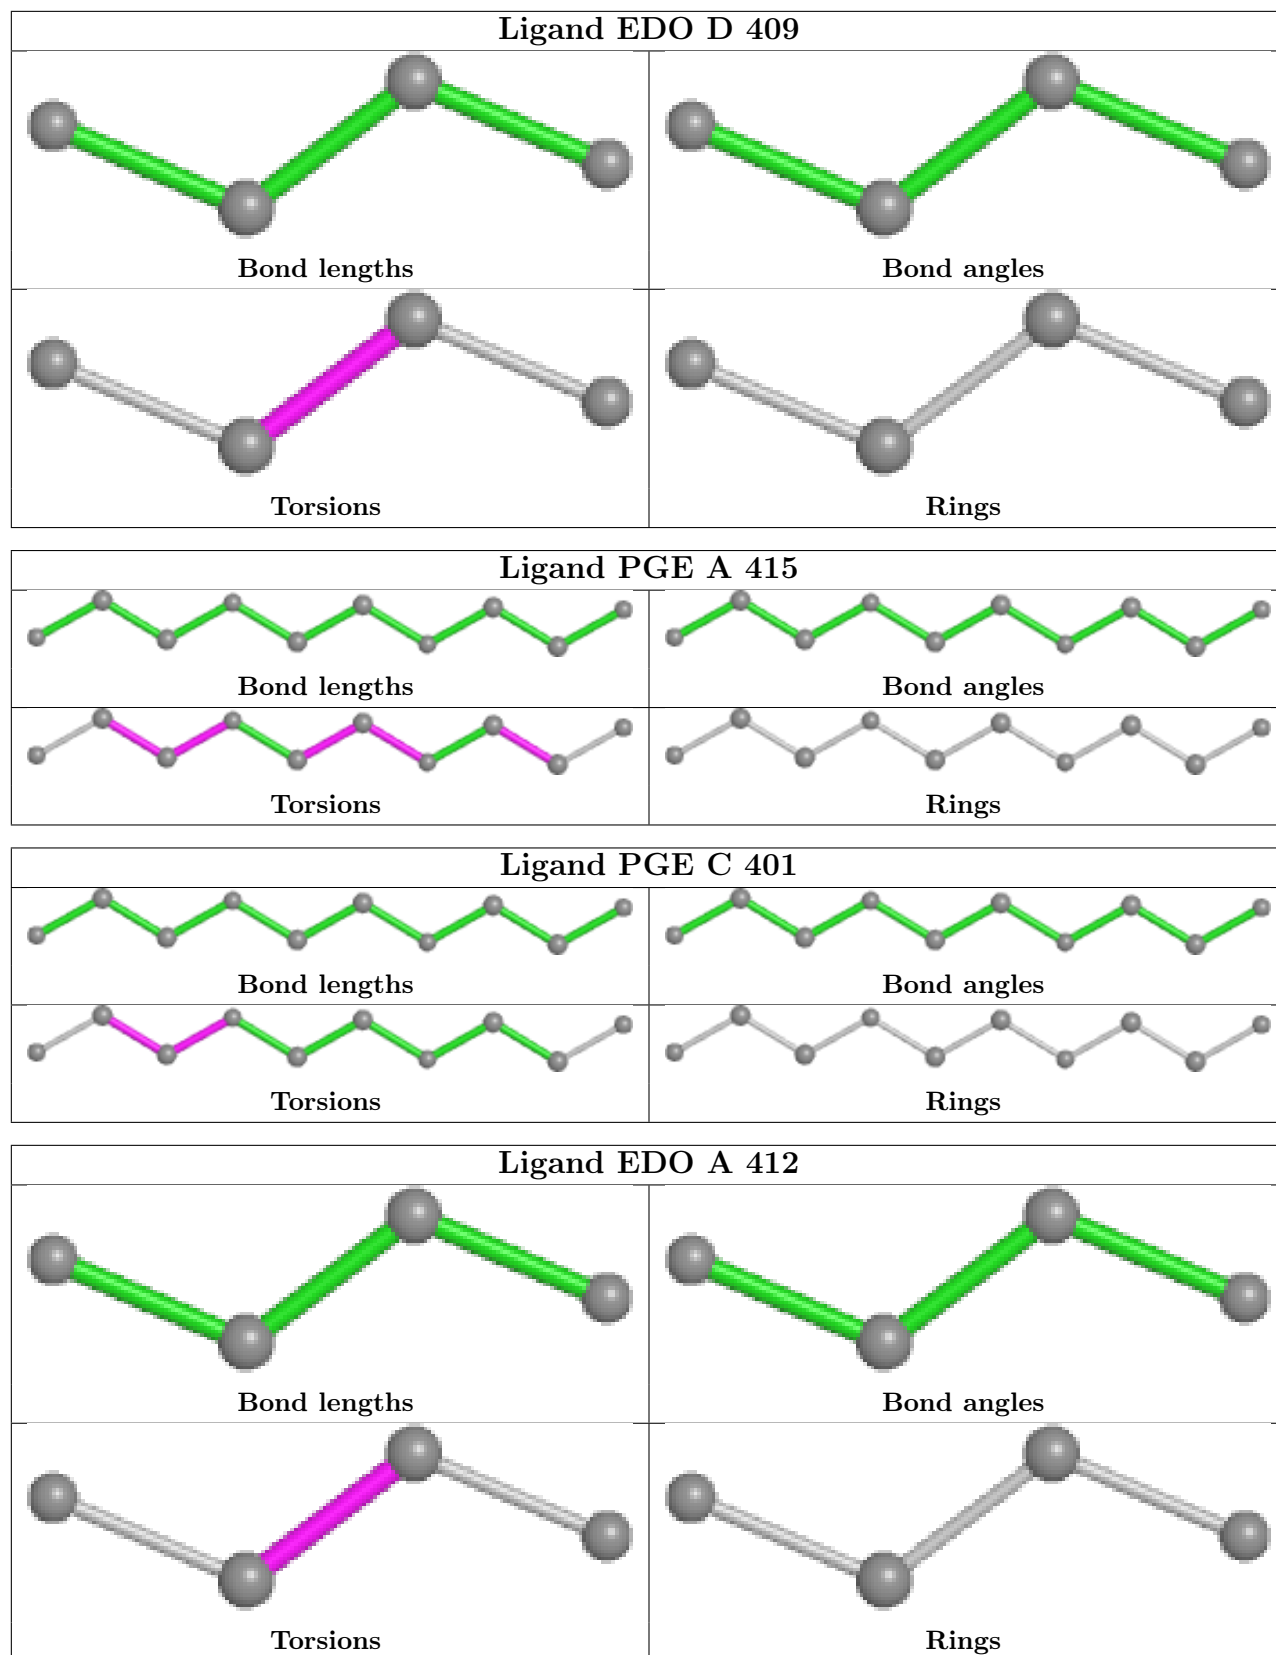 Ligand EDO D 409
Bond lengths
Bond angles
Torsions
Rings
Ligand PGE A 415
Bond lengths
Bond angles
Torsions
Rings
Ligand PGE C 401
Bond lengths
Bond angles
Torsions
Rings
Ligand EDO A 412
Bond lengths
Bond angles
Torsions
Rings